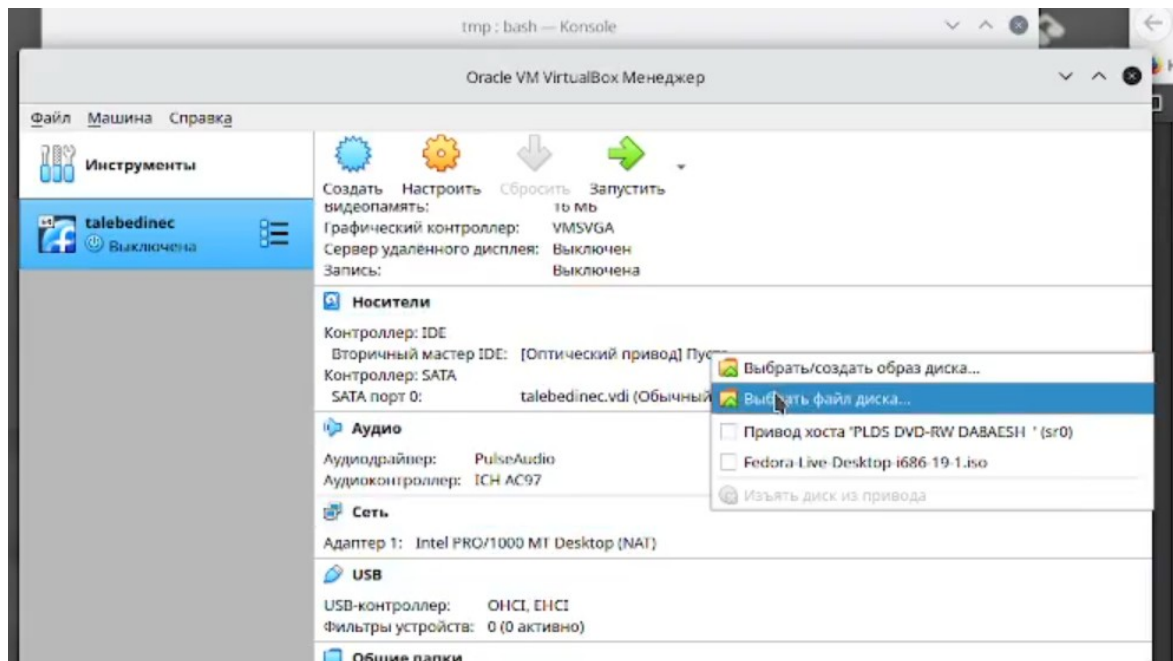 tmp : bash — Konsole
Oracle VM VirtualBox Менеджер
Файл Машина Справка
Инструменты
Создать Настроить Сбросить Запустить
talebedinec
Выключена
Видеопамять: 16 МБ
Графический контроллер: VMSVGA
Сервер удалённого дисплея: Выключен
Запись: Выключена
Носители
Контроллер: IDE
Вторичный мастер IDE: [Оптический привод]
Контроллер: SATA
SATA порт 0: talebedinec.vdi (Обычный
Выбрать/создать образ диска...
Выбрать файл диска...
Привод хоста 'PLDS DVD-RW DA8AESH ' (sr0)
Fedora-Live-Desktop-i686-19-1.iso
Изъять диск из привода
Аудио
Аудиодрайвер: PulseAudio
Аудиоконтроллер: ICH AC97
Сеть
Адаптер 1: Intel PRO/1000 MT Desktop (NAT)
USB
USB-контроллер: OHCI, EHCI
Фильтры устройств: 0 (0 активно)
Общие папки